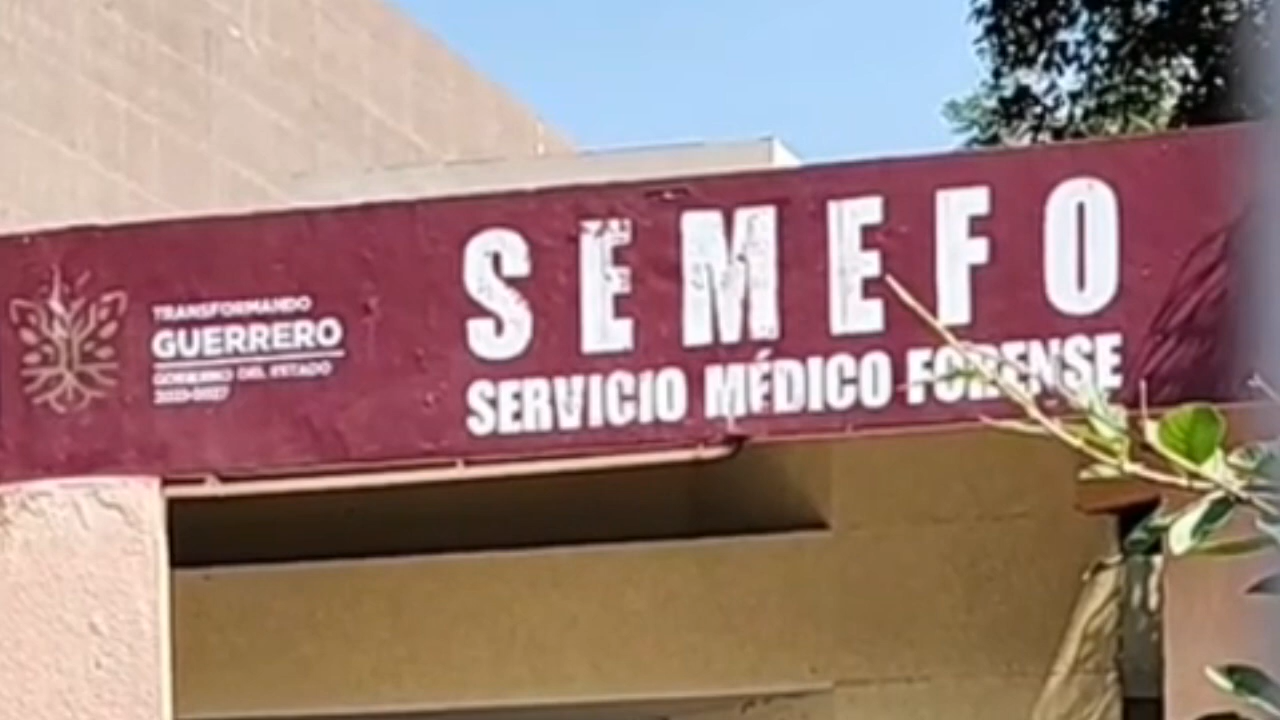 TRANSFORMANDO
GUERRERO
GOBIERNO DEL ESTADO
SEMEFO
SERVICIO MÉDICO FORENSE